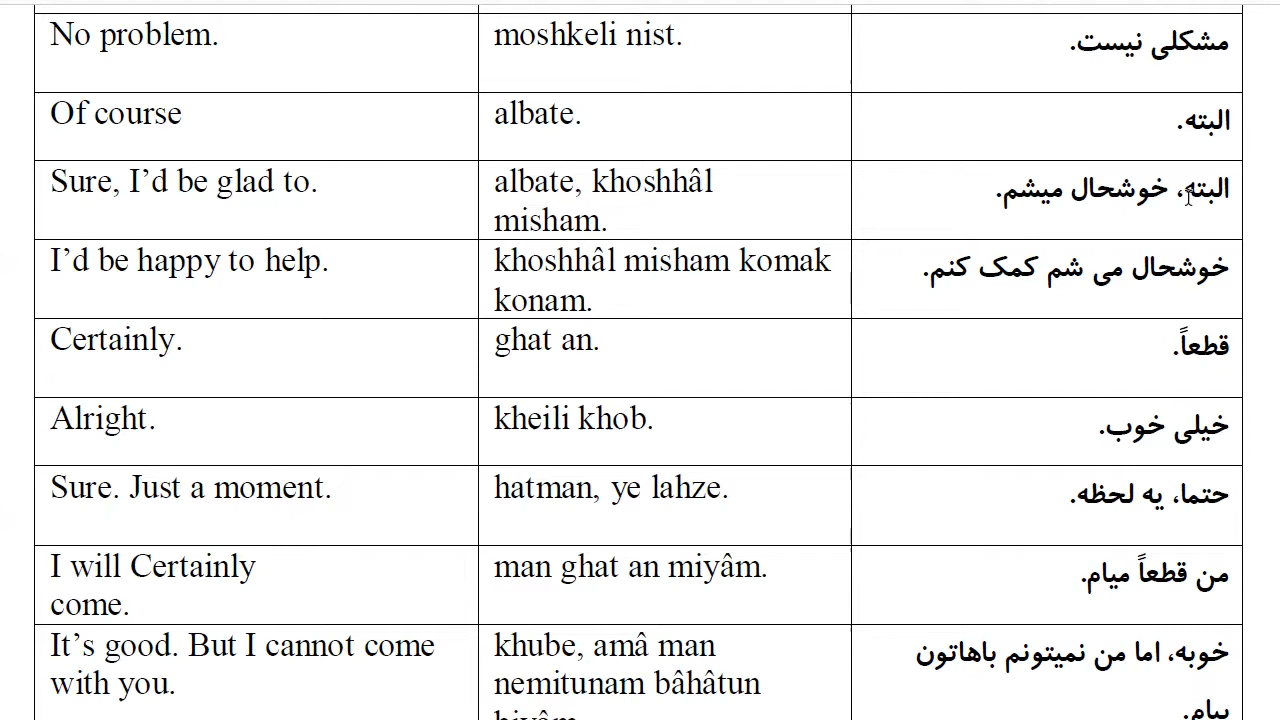 No problem.
moshkeli nist.
مشکلی نیست.
Of course
albate.
البته.
Sure, I’d be glad to.
albate, khoshhâl
misham.
البته، خوشحال میشم.
I’d be happy to help.
khoshhâl misham komak
konam.
خوشحال می شم کمک کنم.
Certainly.
ghat an.
قطعاً.
Alright.
kheili khob.
خیلی خوب.
Sure. Just a moment.
hatman, ye lahze.
حتما، یه لحظه.
I will Certainly
come.
man ghat an miyâm.
من قطعاً میام.
It’s good. But I cannot come
with you.
khube, amâ man
nemitunam bâhâtun
خوبه، اما من نمیتونم باهاتون
بیام.